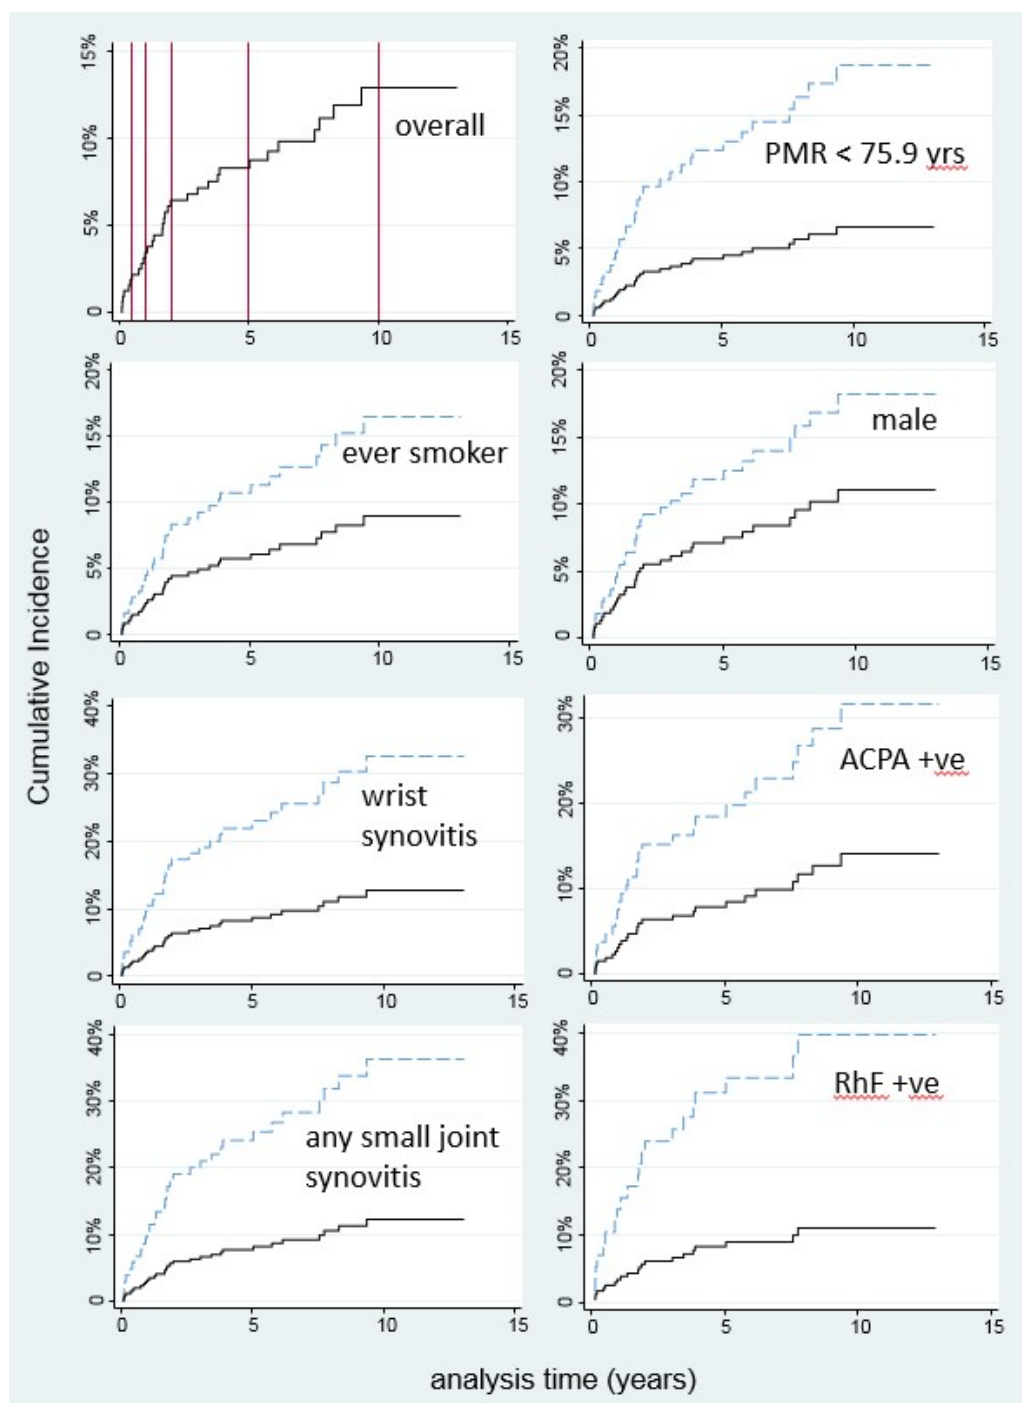 15%
10%
5%
0
overall
0 5 10 15
20%
15%
10%
5%
0
PMR < 75.9 yrs
0 5 10 15
20%
15%
10%
5%
0
ever smoker
0 5 10 15
20%
15%
10%
5%
0
male
0 5 10 15
Cumulative Incidence
40%
30%
20%
10%
0
wrist
synovitis
0 5 10 15
30%
20%
10%
0
ACPA +ve
0 5 10 15
40%
30%
20%
10%
0
any small joint
synovitis
0 5 10 15
40%
30%
20%
10%
0
RhF +ve
0 5 10 15
analysis time (years)